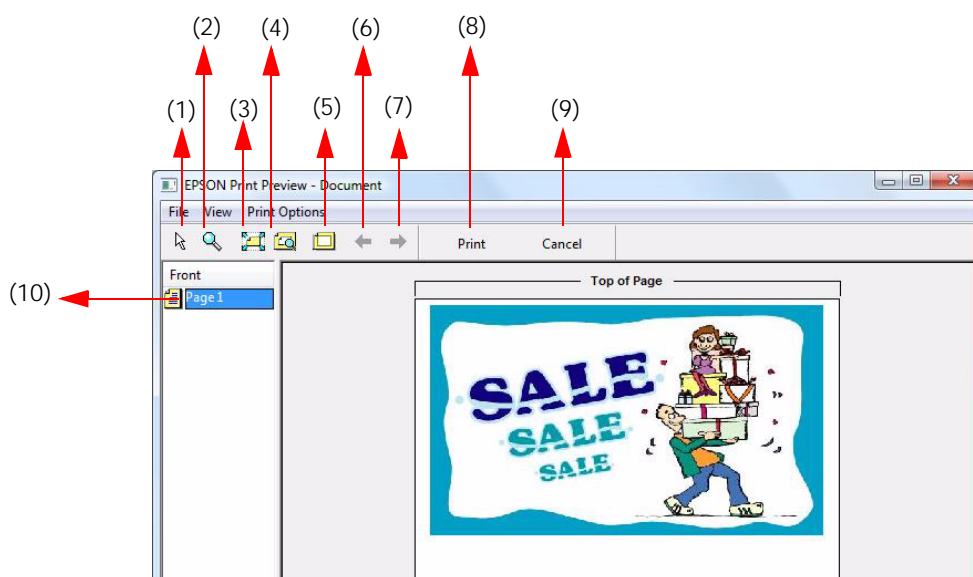 (2) (4) (6) (8)
(1) (3) (5) (7) (9)
EPSON Print Preview - Document
File View Print Options
Print Cancel
Front
Top of Page
(10) Page 1
SALE
SALE
SALE